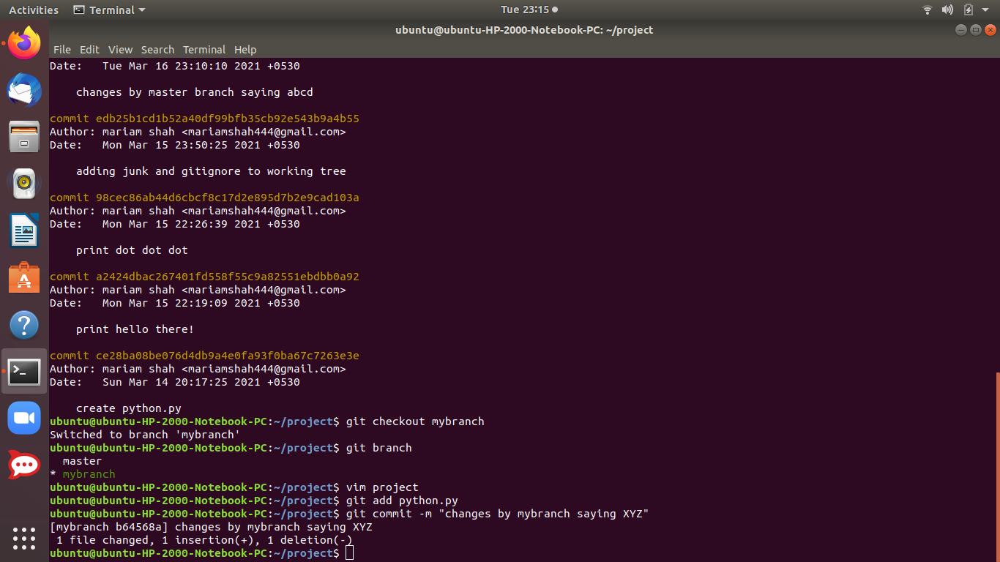 Activities Terminal Tue 23:15
ubuntu@ubuntu-HP-2000-Notebook-PC: ~/project
File Edit View Search Terminal Help
Date:   Tue Mar 16 23:10:10 2021 +0530
    changes by master branch saying abcd
commit edb25b1cd1b52a40df99bfb35cb92e543b9a4b55
Author: mariam shah <mariamshah444@gmail.com>
Date:   Mon Mar 15 23:50:25 2021 +0530
    adding junk and gitignore to working tree
commit 98cec86ab44d6cbcf8c17d2e895d7b2e9cad103a
Author: mariam shah <mariamshah444@gmail.com>
Date:   Mon Mar 15 22:26:39 2021 +0530
    print dot dot dot
commit a2424dbac267401fd558f55c9a82551ebdbb0a92
Author: mariam shah <mariamshah444@gmail.com>
Date:   Mon Mar 15 22:19:09 2021 +0530
    print hello there!
commit ce28ba08be076d4db9a4e0fa93f0ba67c7263e3e
Author: mariam shah <mariamshah444@gmail.com>
Date:   Sun Mar 14 20:17:25 2021 +0530
    create python.py
ubuntu@ubuntu-HP-2000-Notebook-PC:~/project$ git checkout mybranch
Switched to branch 'mybranch'
ubuntu@ubuntu-HP-2000-Notebook-PC:~/project$ git branch
  master
* mybranch
ubuntu@ubuntu-HP-2000-Notebook-PC:~/project$ vim project
ubuntu@ubuntu-HP-2000-Notebook-PC:~/project$ git add python.py
ubuntu@ubuntu-HP-2000-Notebook-PC:~/project$ git commit -m "changes by mybranch saying XYZ"
[mybranch b64568a] changes by mybranch saying XYZ
 1 file changed, 1 insertion(+), 1 deletion(-)
ubuntu@ubuntu-HP-2000-Notebook-PC:~/project$